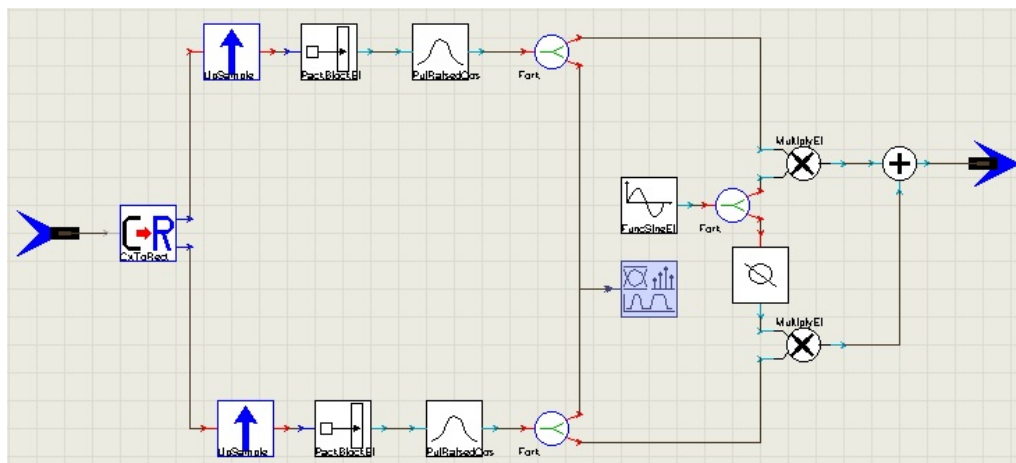 UpSample
PackBlockEl
PulRaisedCos
Fork
MultiplyEl
FuncSineEl
Fork
C R
CxToRect
MultiplyEl
UpSample
PackBlockEl
PulRaisedCos
Fork